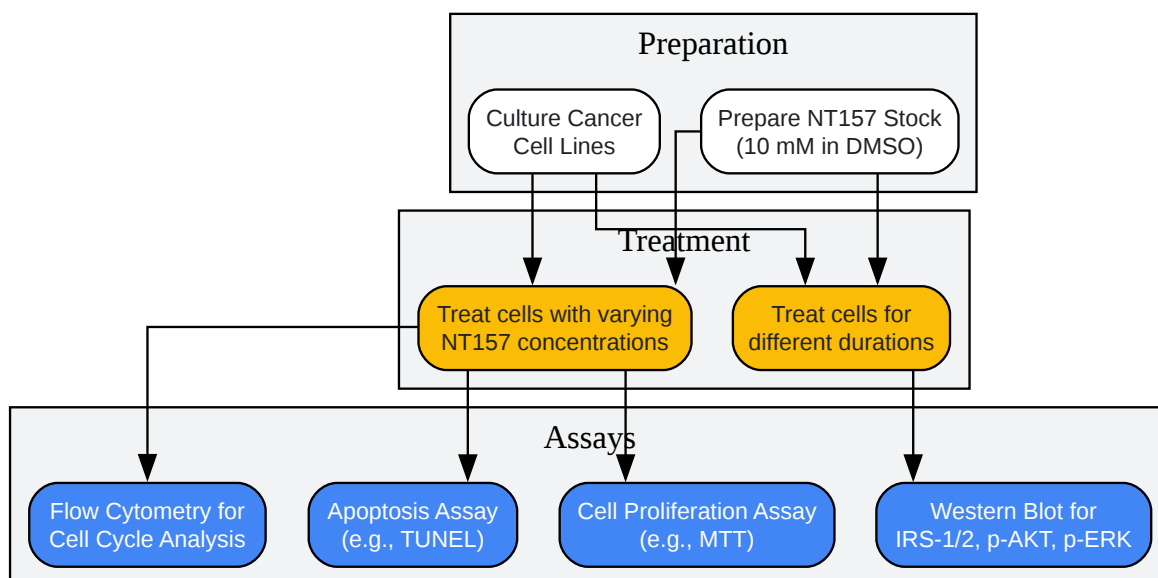 Preparation
Culture Cancer
Cell Lines
Prepare NT157 Stock
(10 mM in DMSO)
Treatment
Treat cells with varying
NT157 concentrations
Treat cells for
different durations
Assays
Flow Cytometry for
Cell Cycle Analysis
Apoptosis Assay
(e.g., TUNEL)
Cell Proliferation Assay
(e.g., MTT)
Western Blot for
IRS-1/2, p-AKT, p-ERK